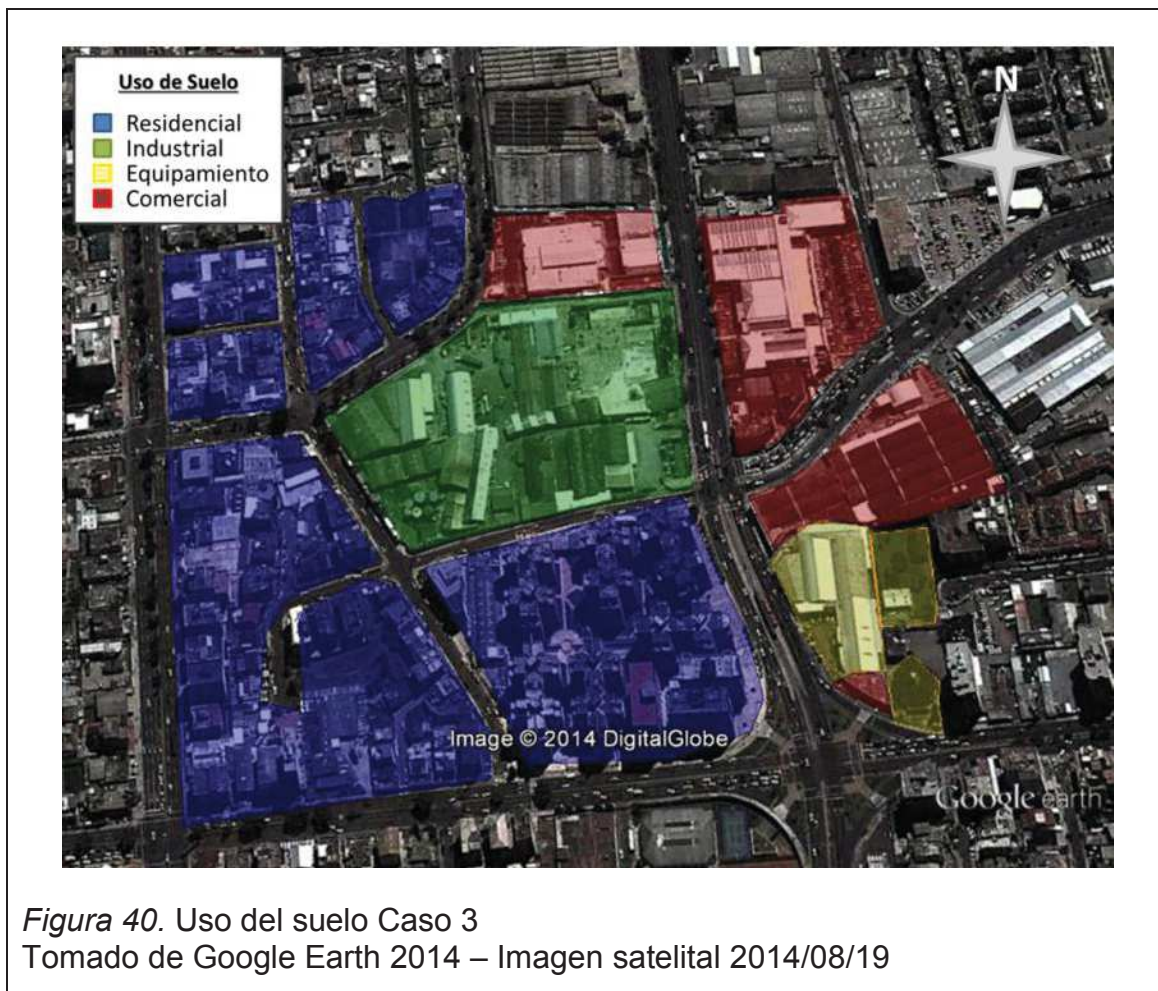 Uso de Suelo
Residencial
Industrial
Equipamiento
Comercial
N
Image © 2014 DigitalGlobe
Google earth
Figura 40. Uso del suelo Caso 3
Tomado de Google Earth 2014 – Imagen satelital 2014/08/19